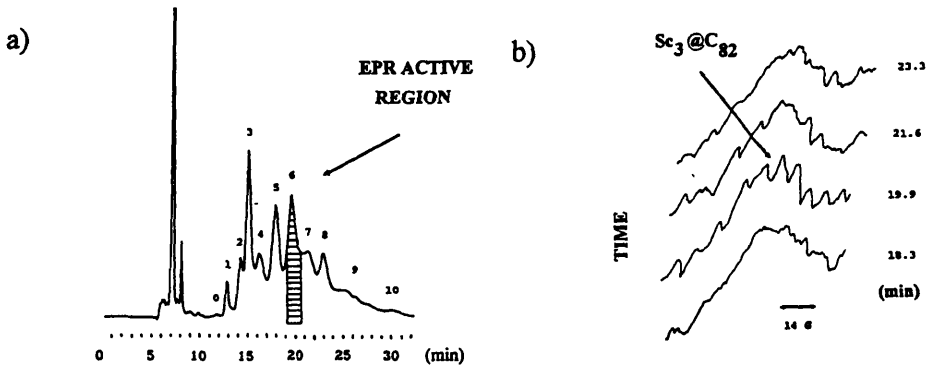 a)
EPR ACTIVE
REGION
3
6
5
2
4
7
8
1
0
9
10
0 5 10 15 20 25 30 (min)
b)
Sc3@C82
23.3
21.6
19.9
18.3
(min)
TIME
14 G